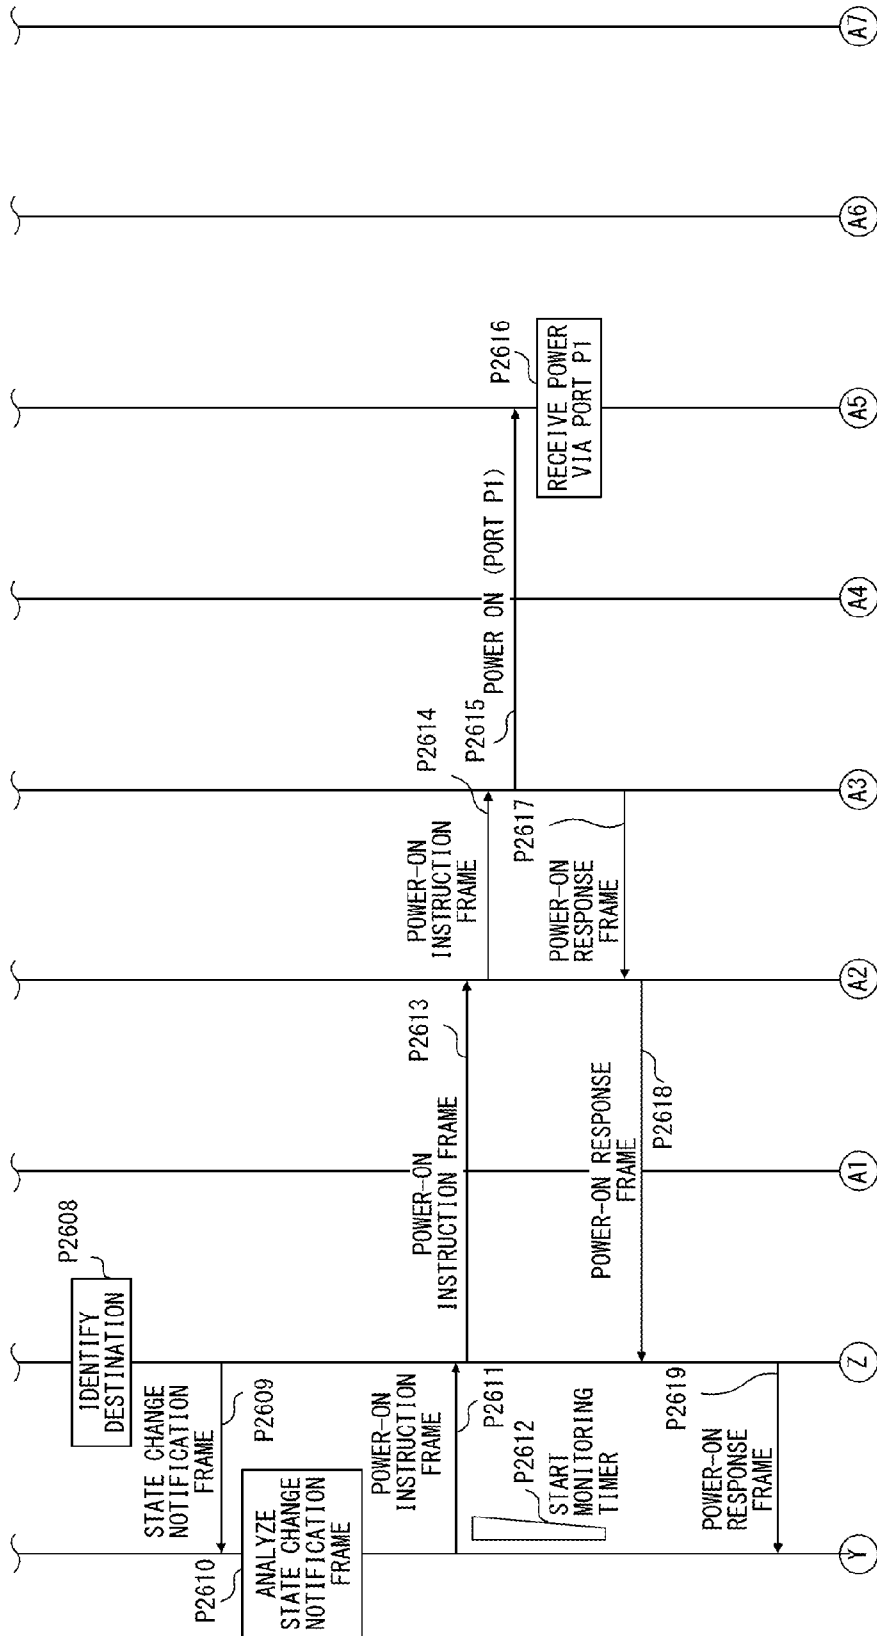 IDENTIFY
DESTINATION
P2608
STATE CHANGE
NOTIFICATION
FRAME
P2609
P2610
ANALYZE
STATE CHANGE
NOTIFICATION
FRAME
POWER-ON
INSTRUCTION
FRAME
P2611
P2612
START
MONITORING
TIMER
POWER-ON
INSTRUCTION FRAME
P2613
POWER-ON
INSTRUCTION
FRAME
P2614
P2615
POWER ON (PORT P1)
P2616
RECEIVE POWER
VIA PORT P1
P2617
POWER-ON
RESPONSE
FRAME
POWER-ON RESPONSE
FRAME
P2618
P2619
POWER-ON
RESPONSE
FRAME
Y
Z
A1
A2
A3
A4
A5
A6
A7